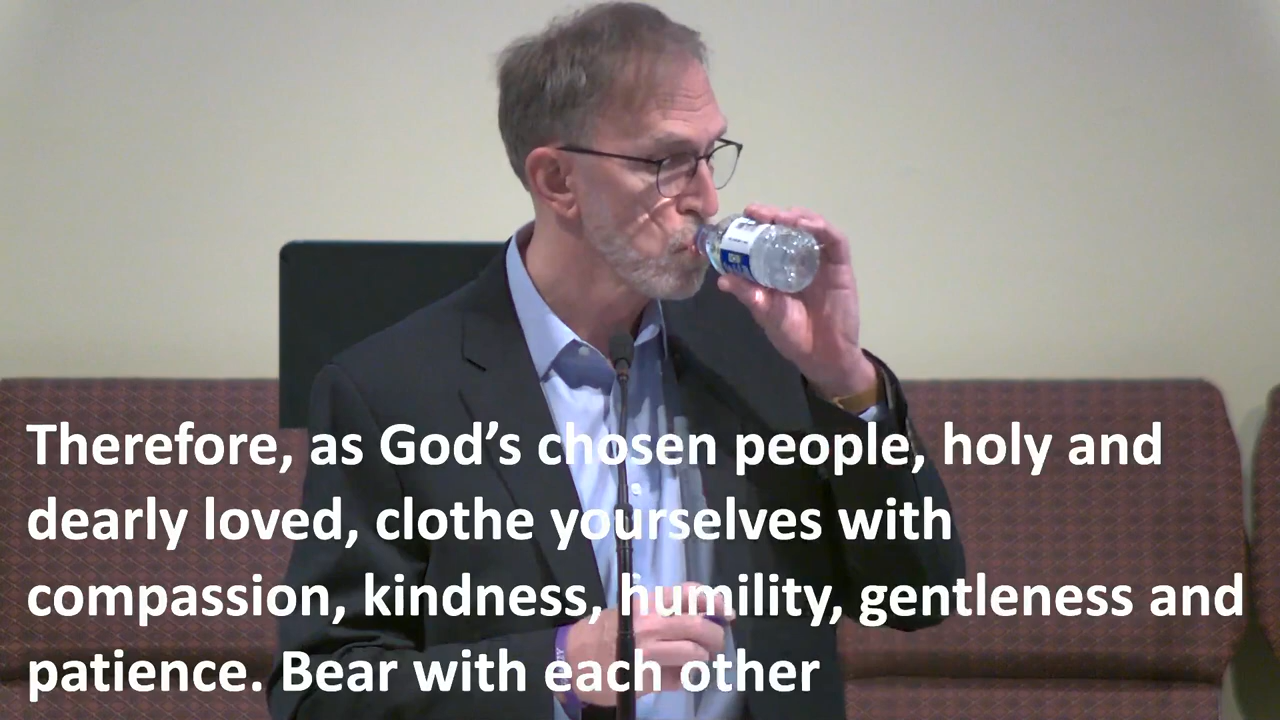 Therefore, as God’s chosen people, holy and
dearly loved, clothe yourselves with
compassion, kindness, humility, gentleness and
patience. Bear with each other